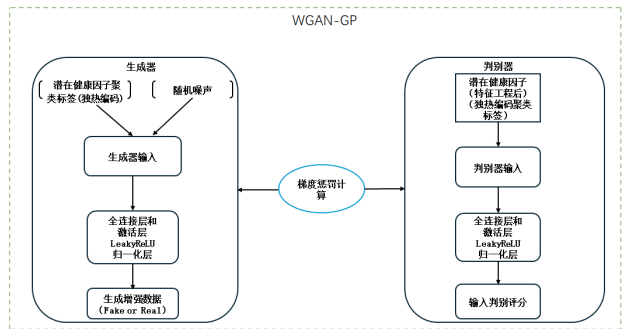 WGAN-GP
生成器
潜在健康因子聚
类标签(独热编码)
随机噪声
生成器输入
全连接层和
激活层
LeakyReLU
归一化层
生成增强数据
(Fake or Real)
梯度惩罚计
算
判别器
潜在健康因子
(特征工程后)
(独热编码聚类
标签)
判别器输入
全连接层和
激活层
LeakyReLU
归一化层
输入判别评分